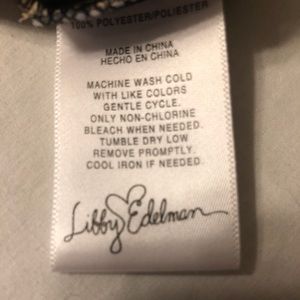 100% POLYESTER/POLIESTER
MADE IN CHINA
HECHO EN CHINA
MACHINE WASH COLD
WITH LIKE COLORS
GENTLE CYCLE.
ONLY NON-CHLORINE
BLEACH WHEN NEEDED.
TUMBLE DRY LOW
REMOVE PROMPTLY.
COOL IRON IF NEEDED.
Libby Edelman